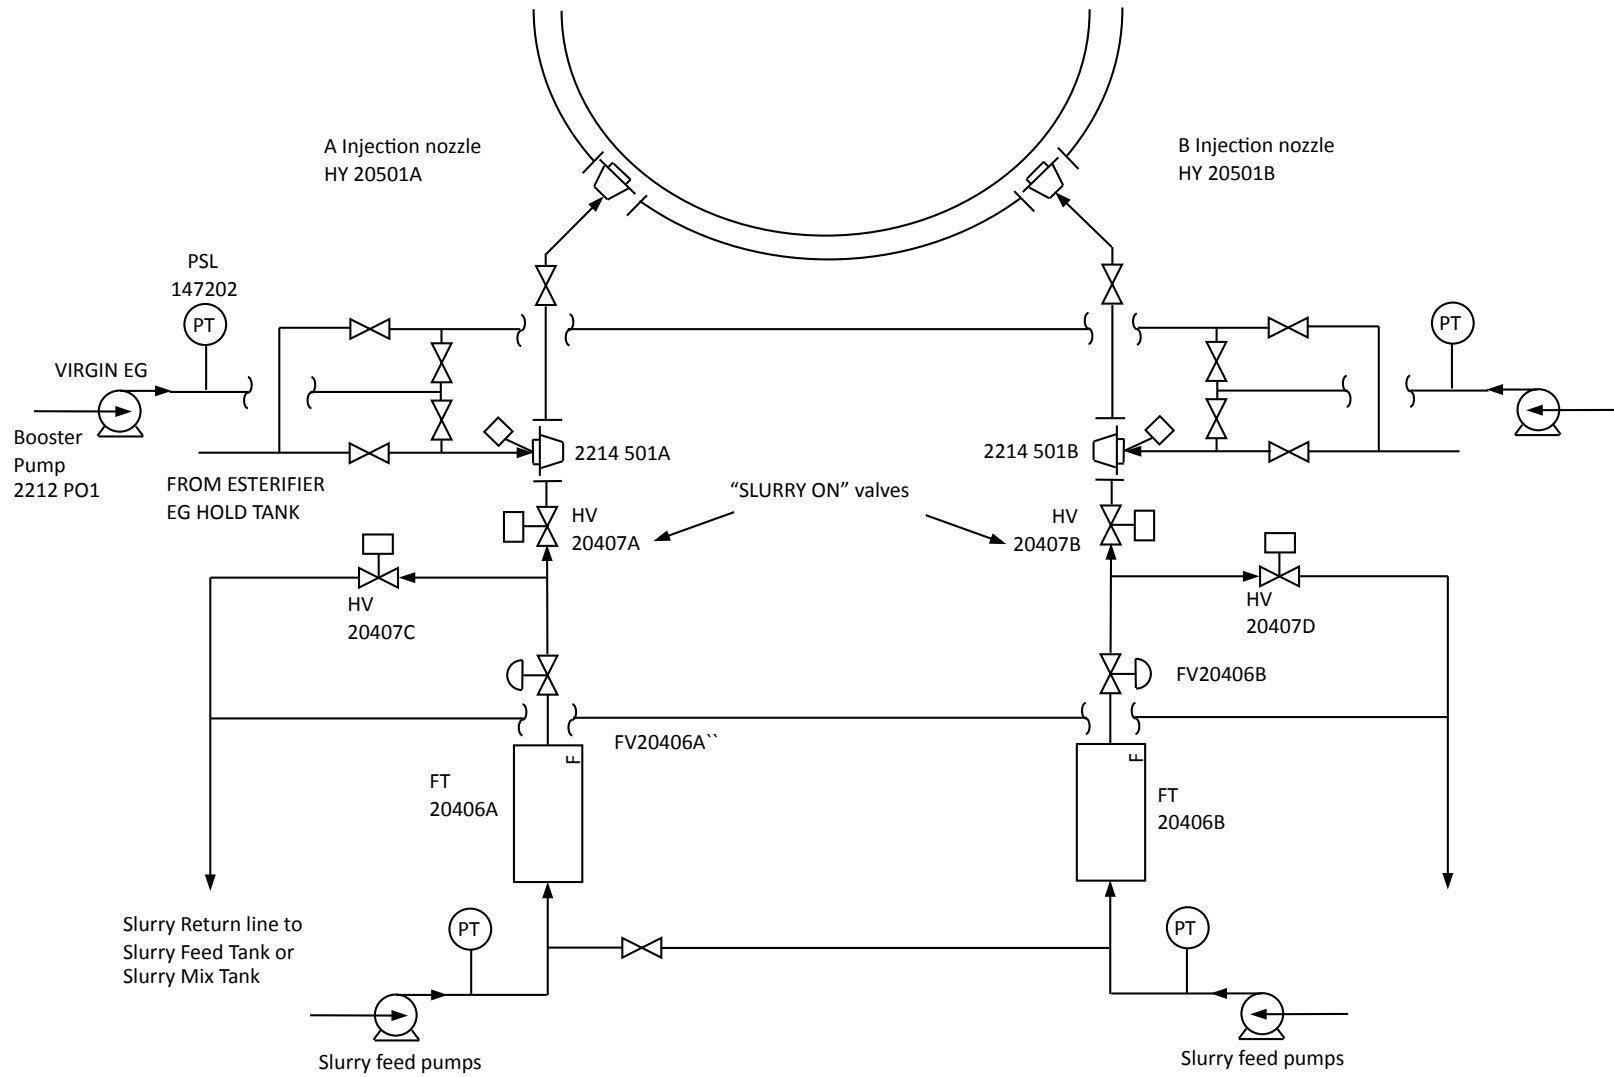 A Injection nozzle
HY 20501A
B Injection nozzle
HY 20501B
PSL
147202
PT
PT
VIRGIN EG
Booster
Pump
2212 PO1
FROM ESTERIFIER
EG HOLD TANK
2214 501A
2214 501B
“SLURRY ON” valves
HV
20407A
HV
20407B
HV
20407C
HV
20407D
FV20406B
FV20406A``
F
F
FT
20406A
FT
20406B
Slurry Return line to
Slurry Feed Tank or
Slurry Mix Tank
PT
PT
Slurry feed pumps
Slurry feed pumps